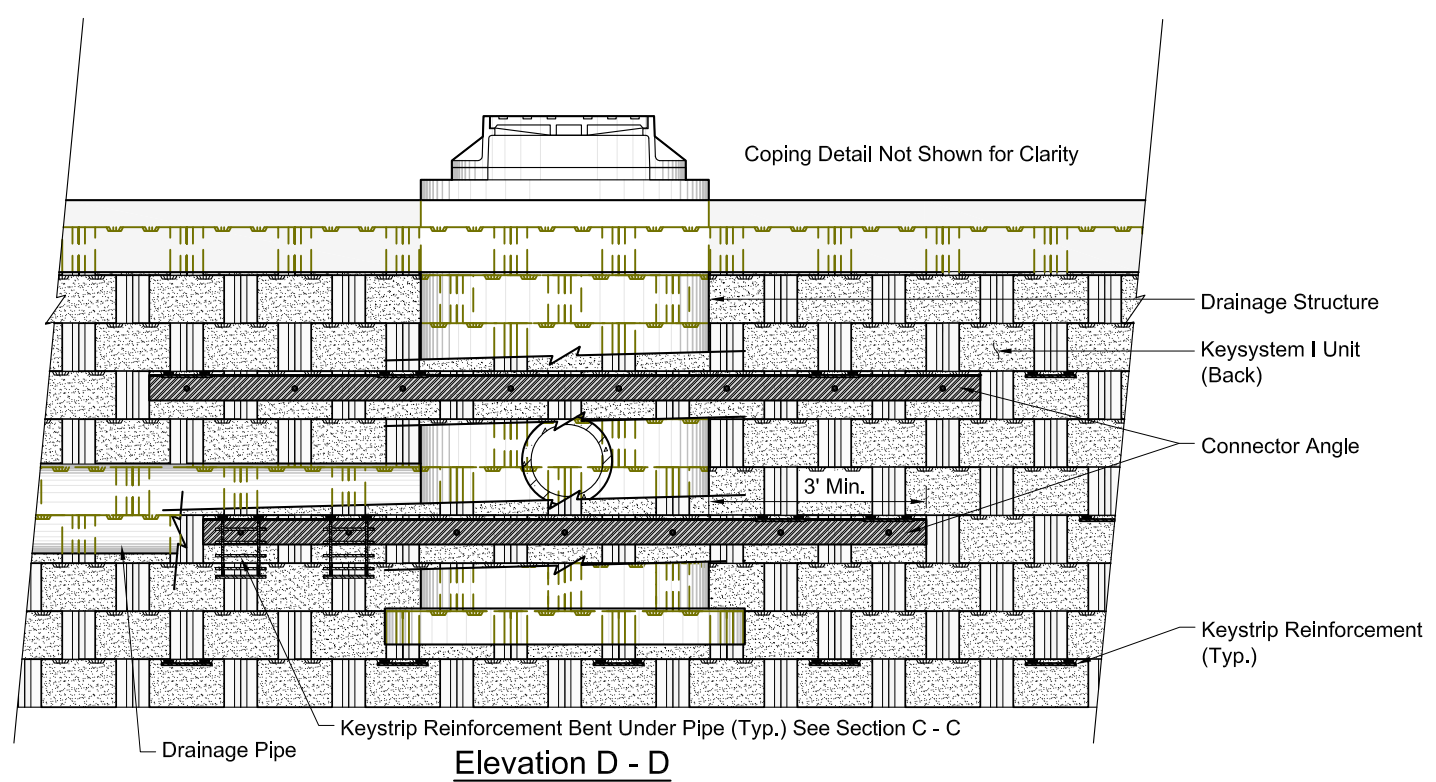 Coping Detail Not Shown for Clarity
Drainage Structure
Keysystem I Unit
(Back)
Connector Angle
3' Min.
Keystrip Reinforcement
(Typ.)
Keystrip Reinforcement Bent Under Pipe (Typ.) See Section C - C
Drainage Pipe
Elevation D - D